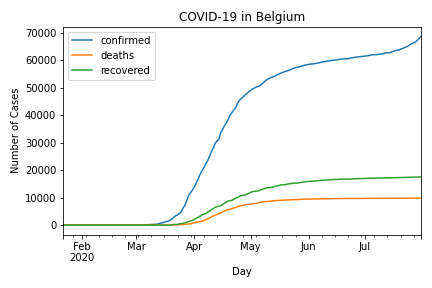 COVID-19 in Belgium
confirmed
deaths
recovered
Number of Cases
70000
60000
50000
40000
30000
20000
10000
0
Feb
2020
Mar
Apr
May
Jun
Jul
Day